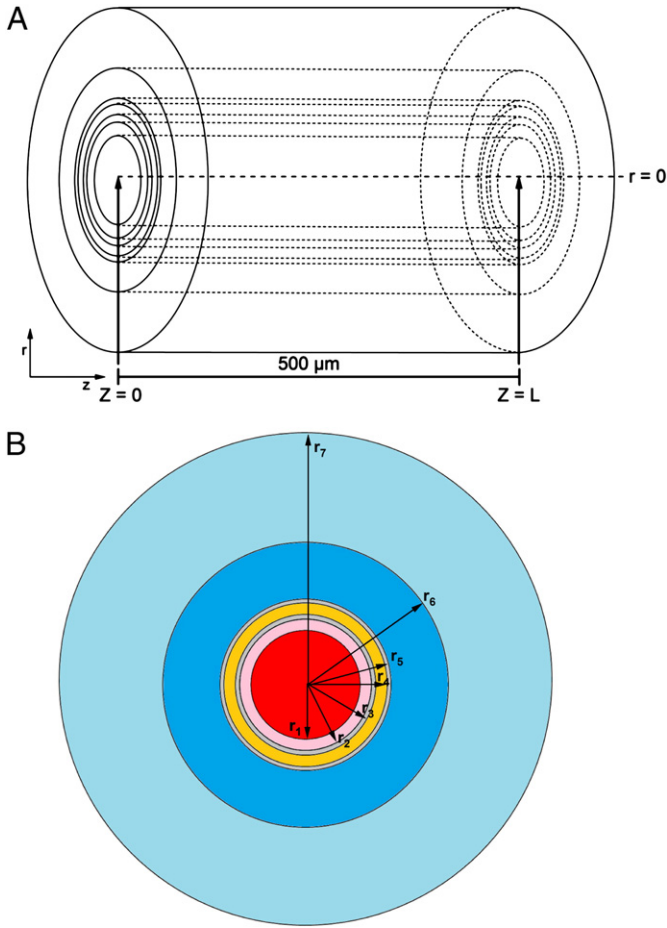 A
r = 0
r
z
500 µm
Z = 0
Z = L
B
r₇
r₆
r₅
r₄
r₃
r₁
r₂